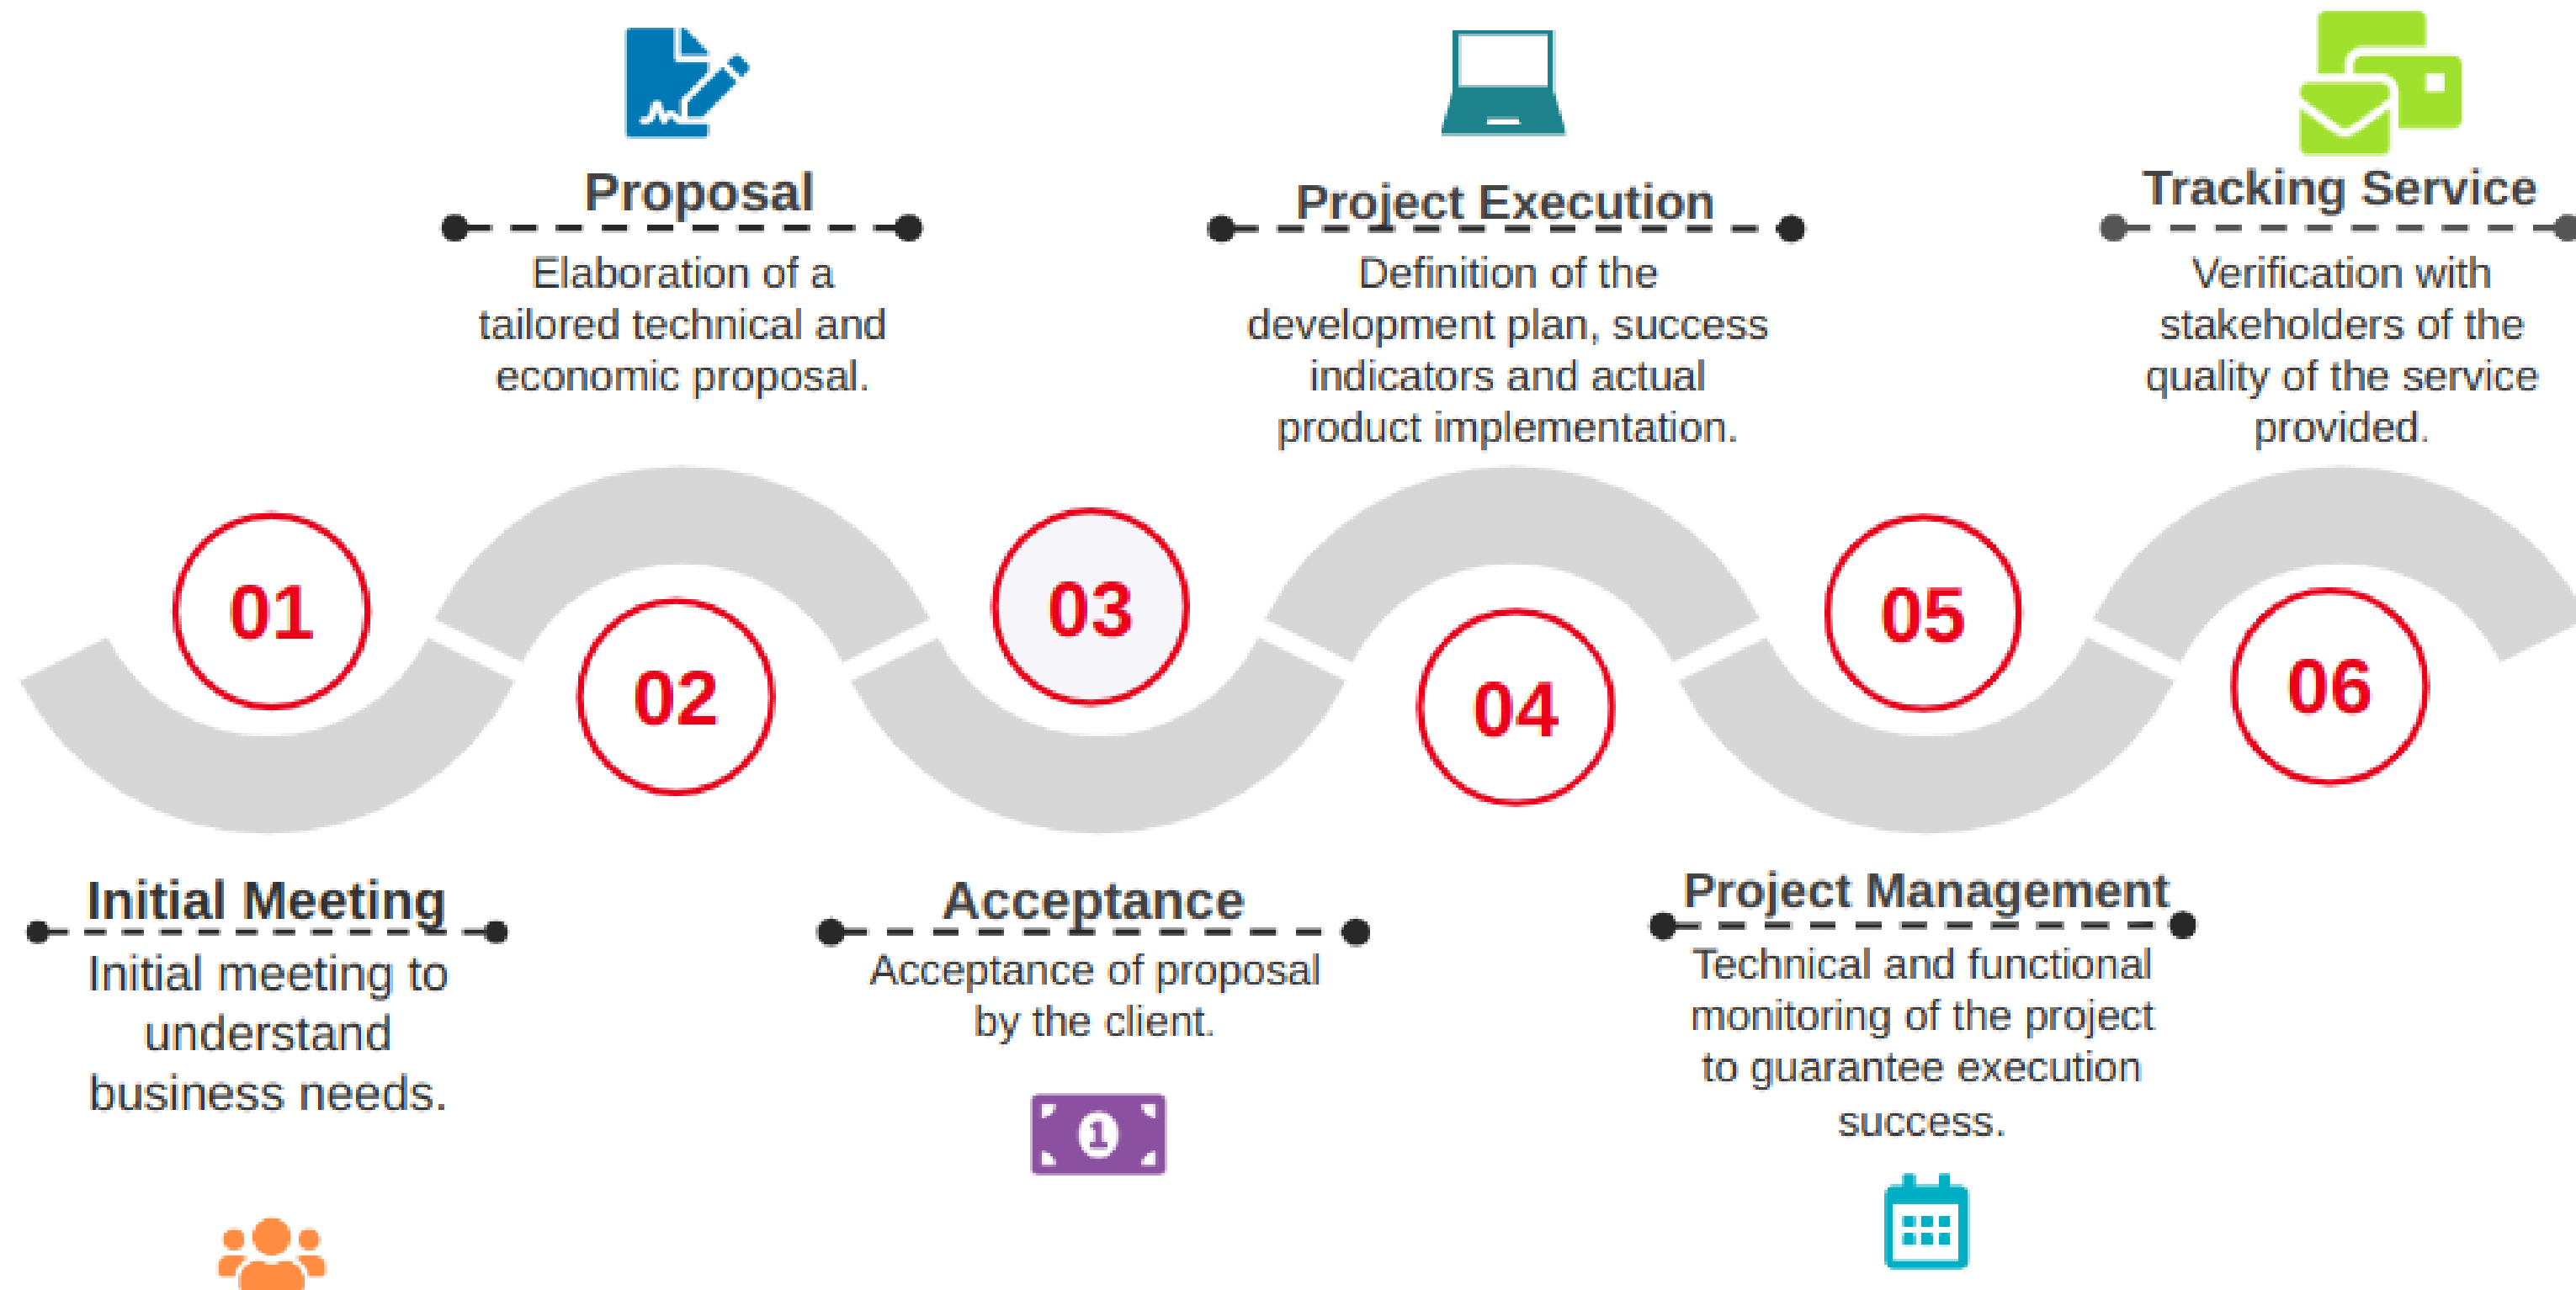 Proposal
Elaboration of a
tailored technical and
economic proposal.
Project Execution
Definition of the
development plan, success
indicators and actual
product implementation.
Tracking Service
Verification with
stakeholders of the
quality of the service
provided.
01
02
03
04
05
06
Initial Meeting
Initial meeting to
understand
business needs.
Acceptance
Acceptance of proposal
by the client.
1
Project Management
Technical and functional
monitoring of the project
to guarantee execution
success.